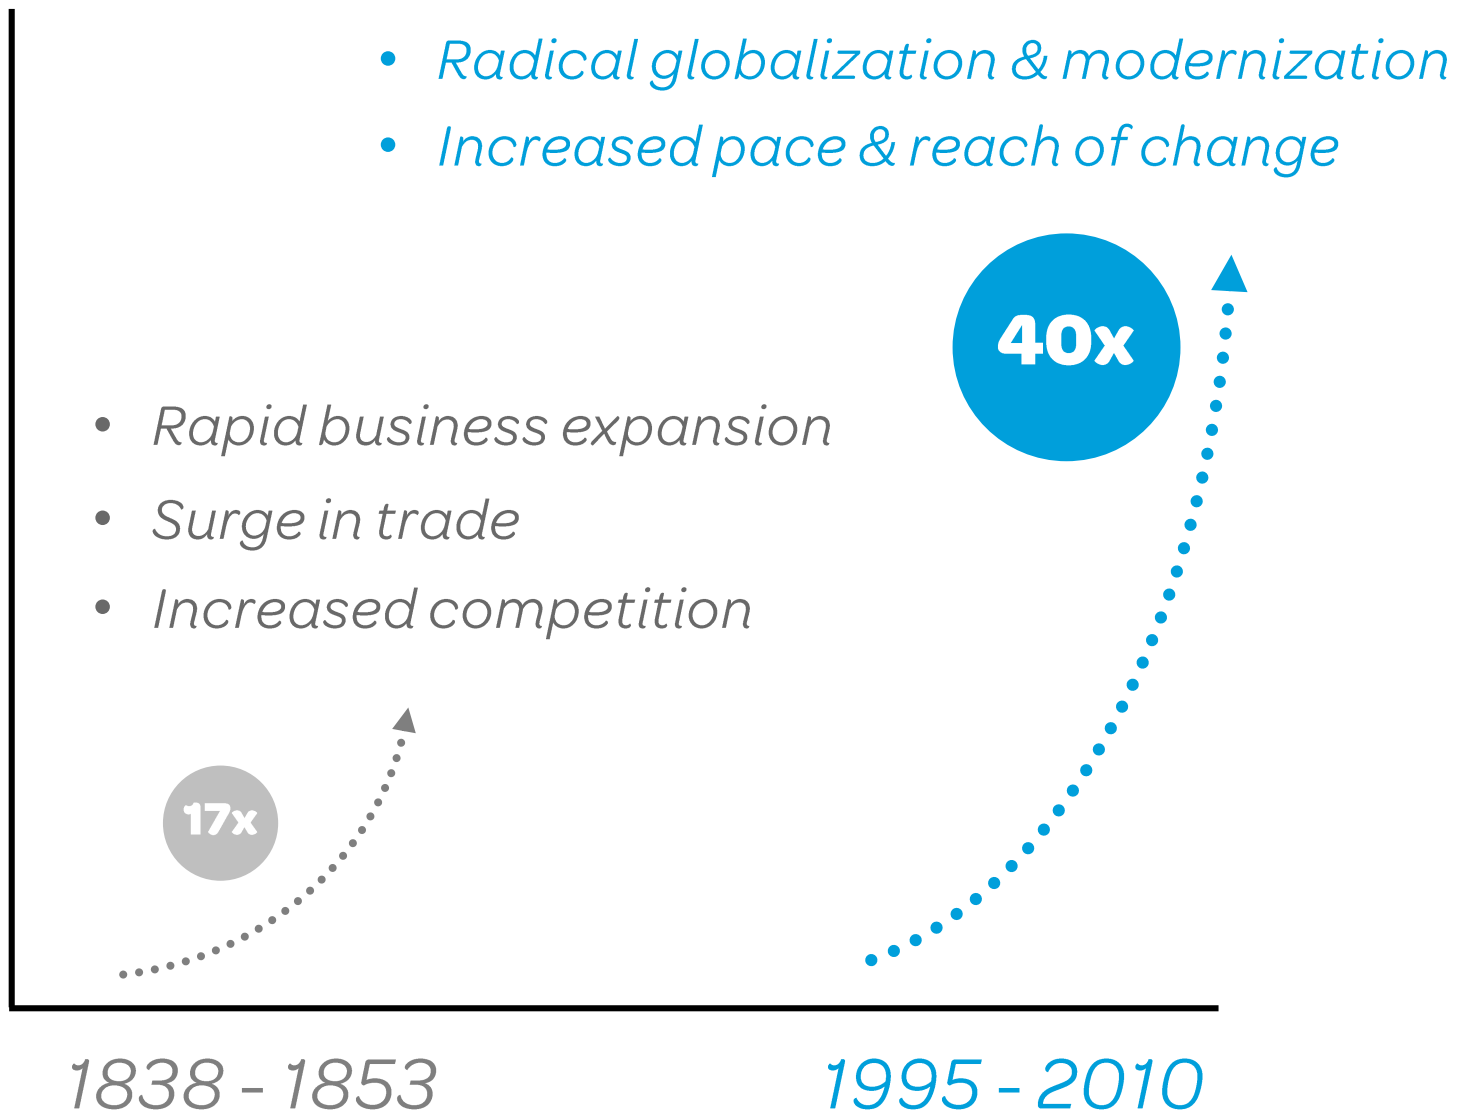 • Radical globalization & modernization
• Increased pace & reach of change
40x
• Rapid business expansion
• Surge in trade
• Increased competition
17x
1838 - 1853
1995 - 2010